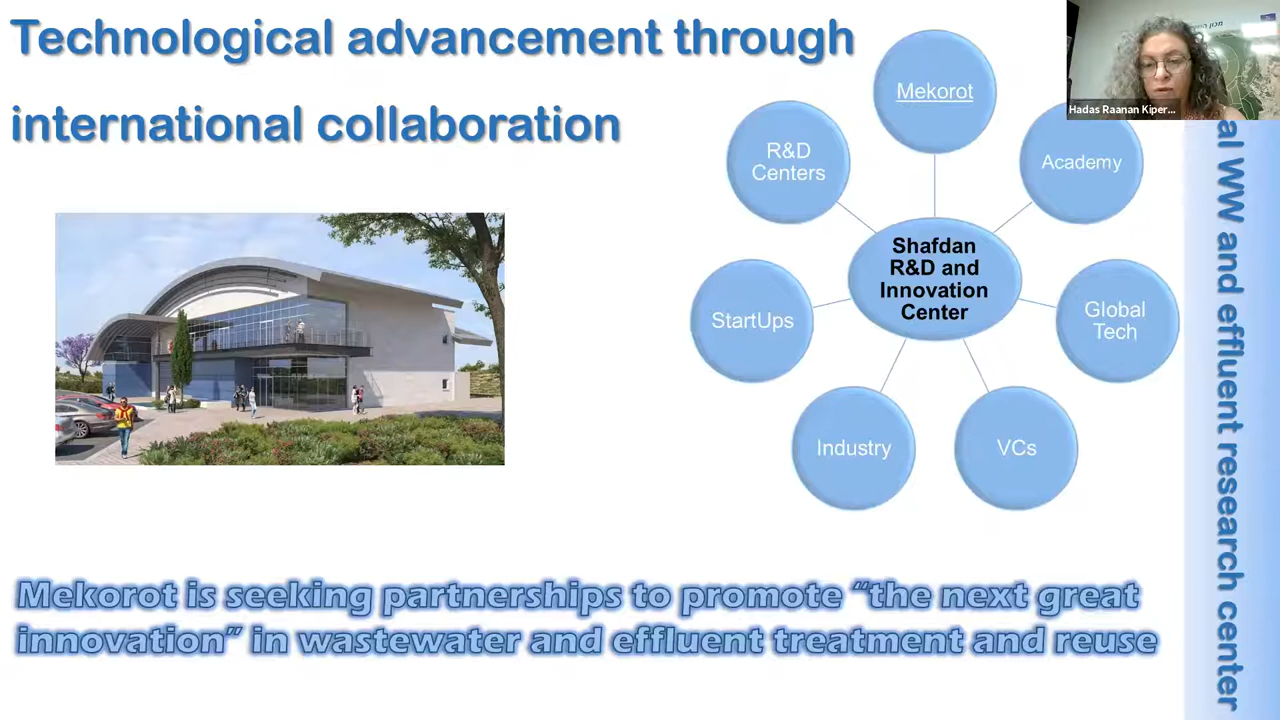 Technological advancement through
international collaboration
Mekorot
R&D
Centers
Academy
Shafdan
R&D and
Innovation
Center
StartUps
Global
Tech
Industry
VCs
Mekorot is seeking partnerships to promote “the next great
innovation” in wastewater and effluent treatment and reuse
WW and effluent research center
מכון
Hadas Raanan Kiper...